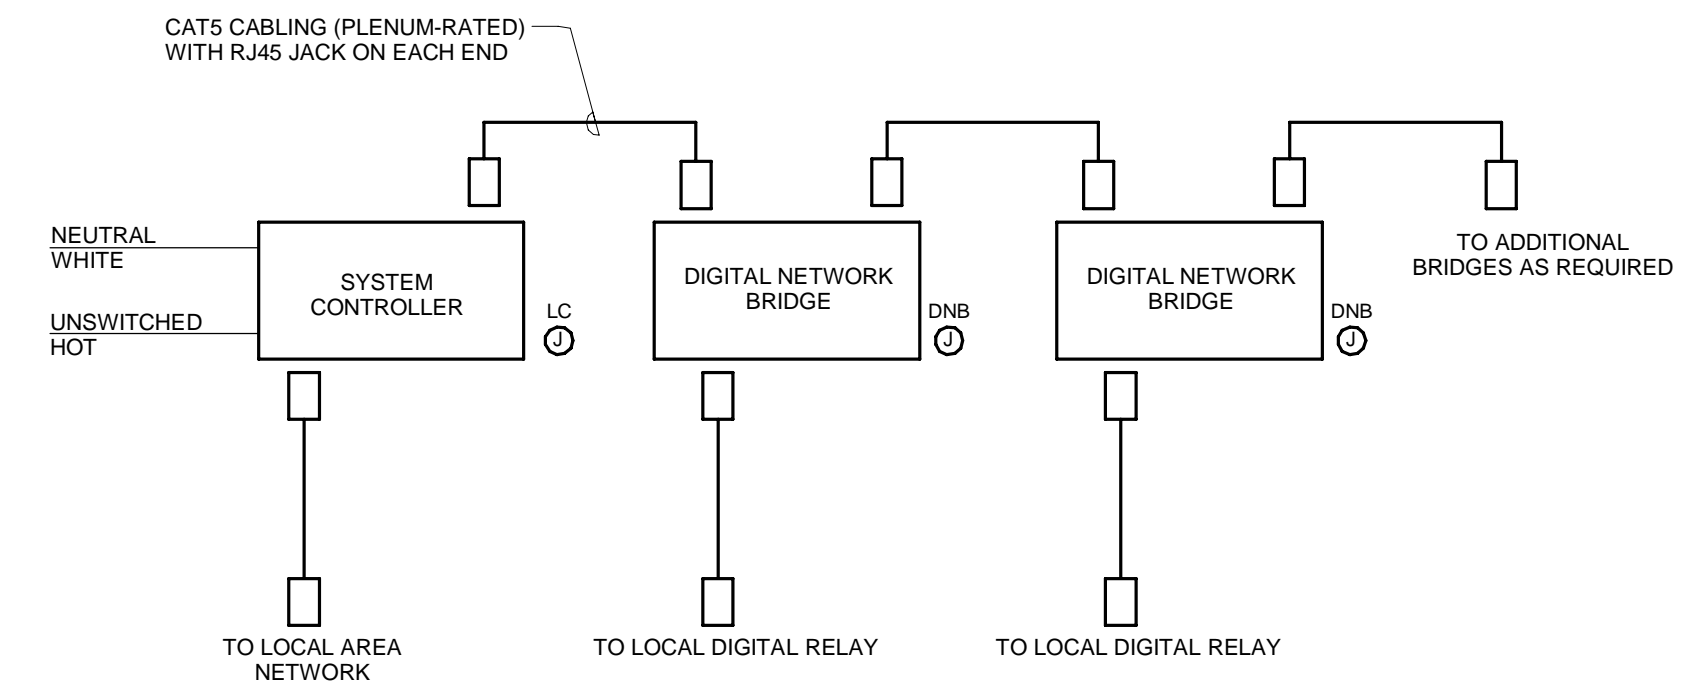 CAT5 CABLING (PLENUM-RATED)
WITH RJ45 JACK ON EACH END
NEUTRAL
WHITE
UNSWITCHED
HOT
SYSTEM
CONTROLLER
LC
J
DIGITAL NETWORK
BRIDGE
DNB
J
DIGITAL NETWORK
BRIDGE
DNB
J
TO ADDITIONAL
BRIDGES AS REQUIRED
TO LOCAL AREA
NETWORK
TO LOCAL DIGITAL RELAY
TO LOCAL DIGITAL RELAY